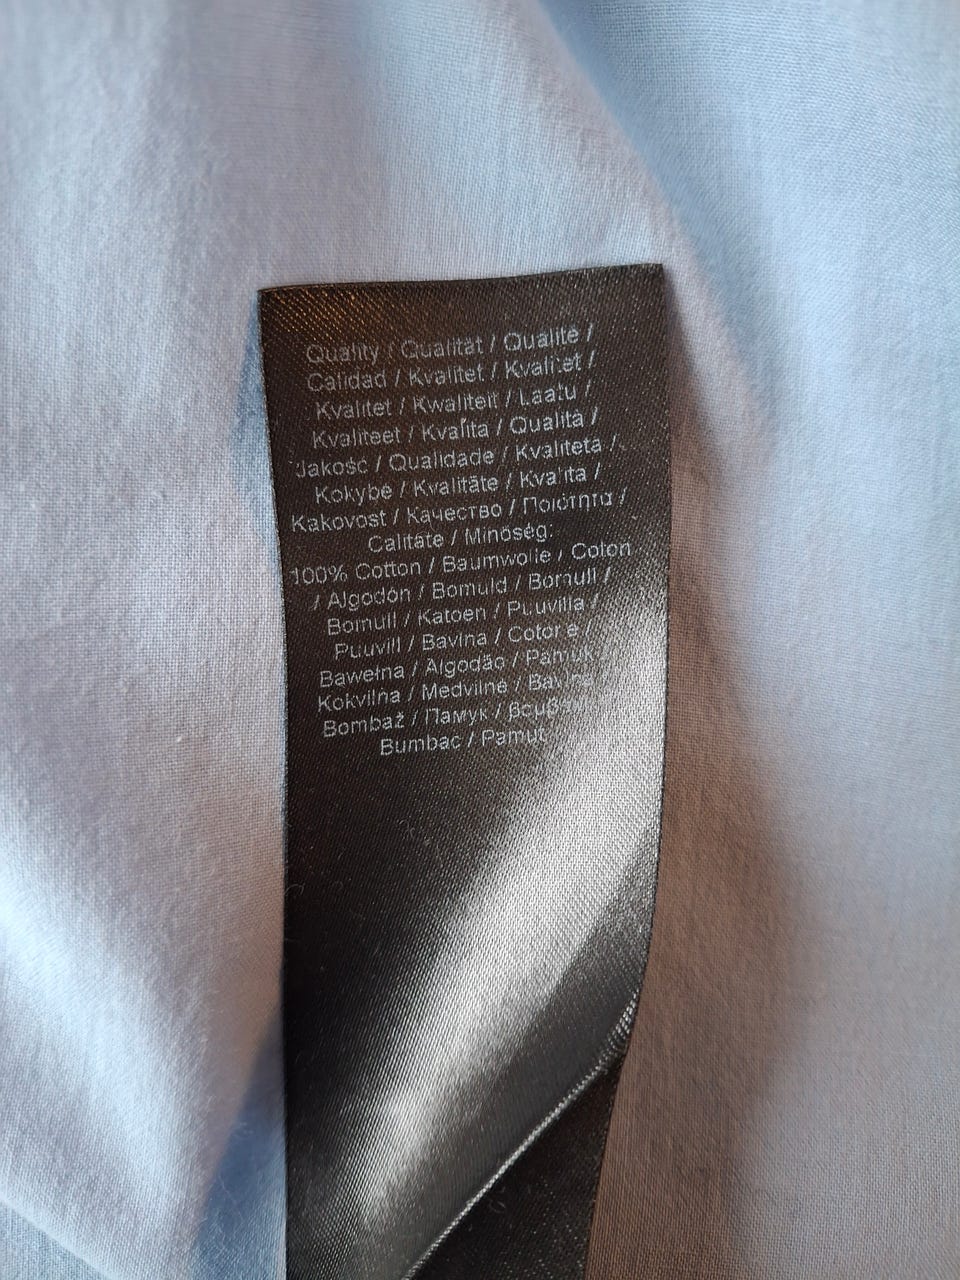 Quality / Qualität / Qualité /
Calidad / Kvalitet / Kvalitet /
Kvalitet / Kwaliteit / Laatu /
Kvaliteet / Kvalita / Qualità /
Jakość / Qualidade / Kvaliteta /
Kokybė / Kvalitāte / Kvalita /
Kakovost / Качество / Ποιότητα /
Calitate / Minőség:
100% Cotton / Baumwolle / Coton
/ Algodón / Bomuld / Bomull /
Bomull / Katoen / Puuvilla /
Puuvill / Bavlna / Cotone /
Bawełna / Algodão / Pamuk
Kokvilna / Medvilnė / Bavlna
Bombaž / Памук /
Bumbac / Pamut